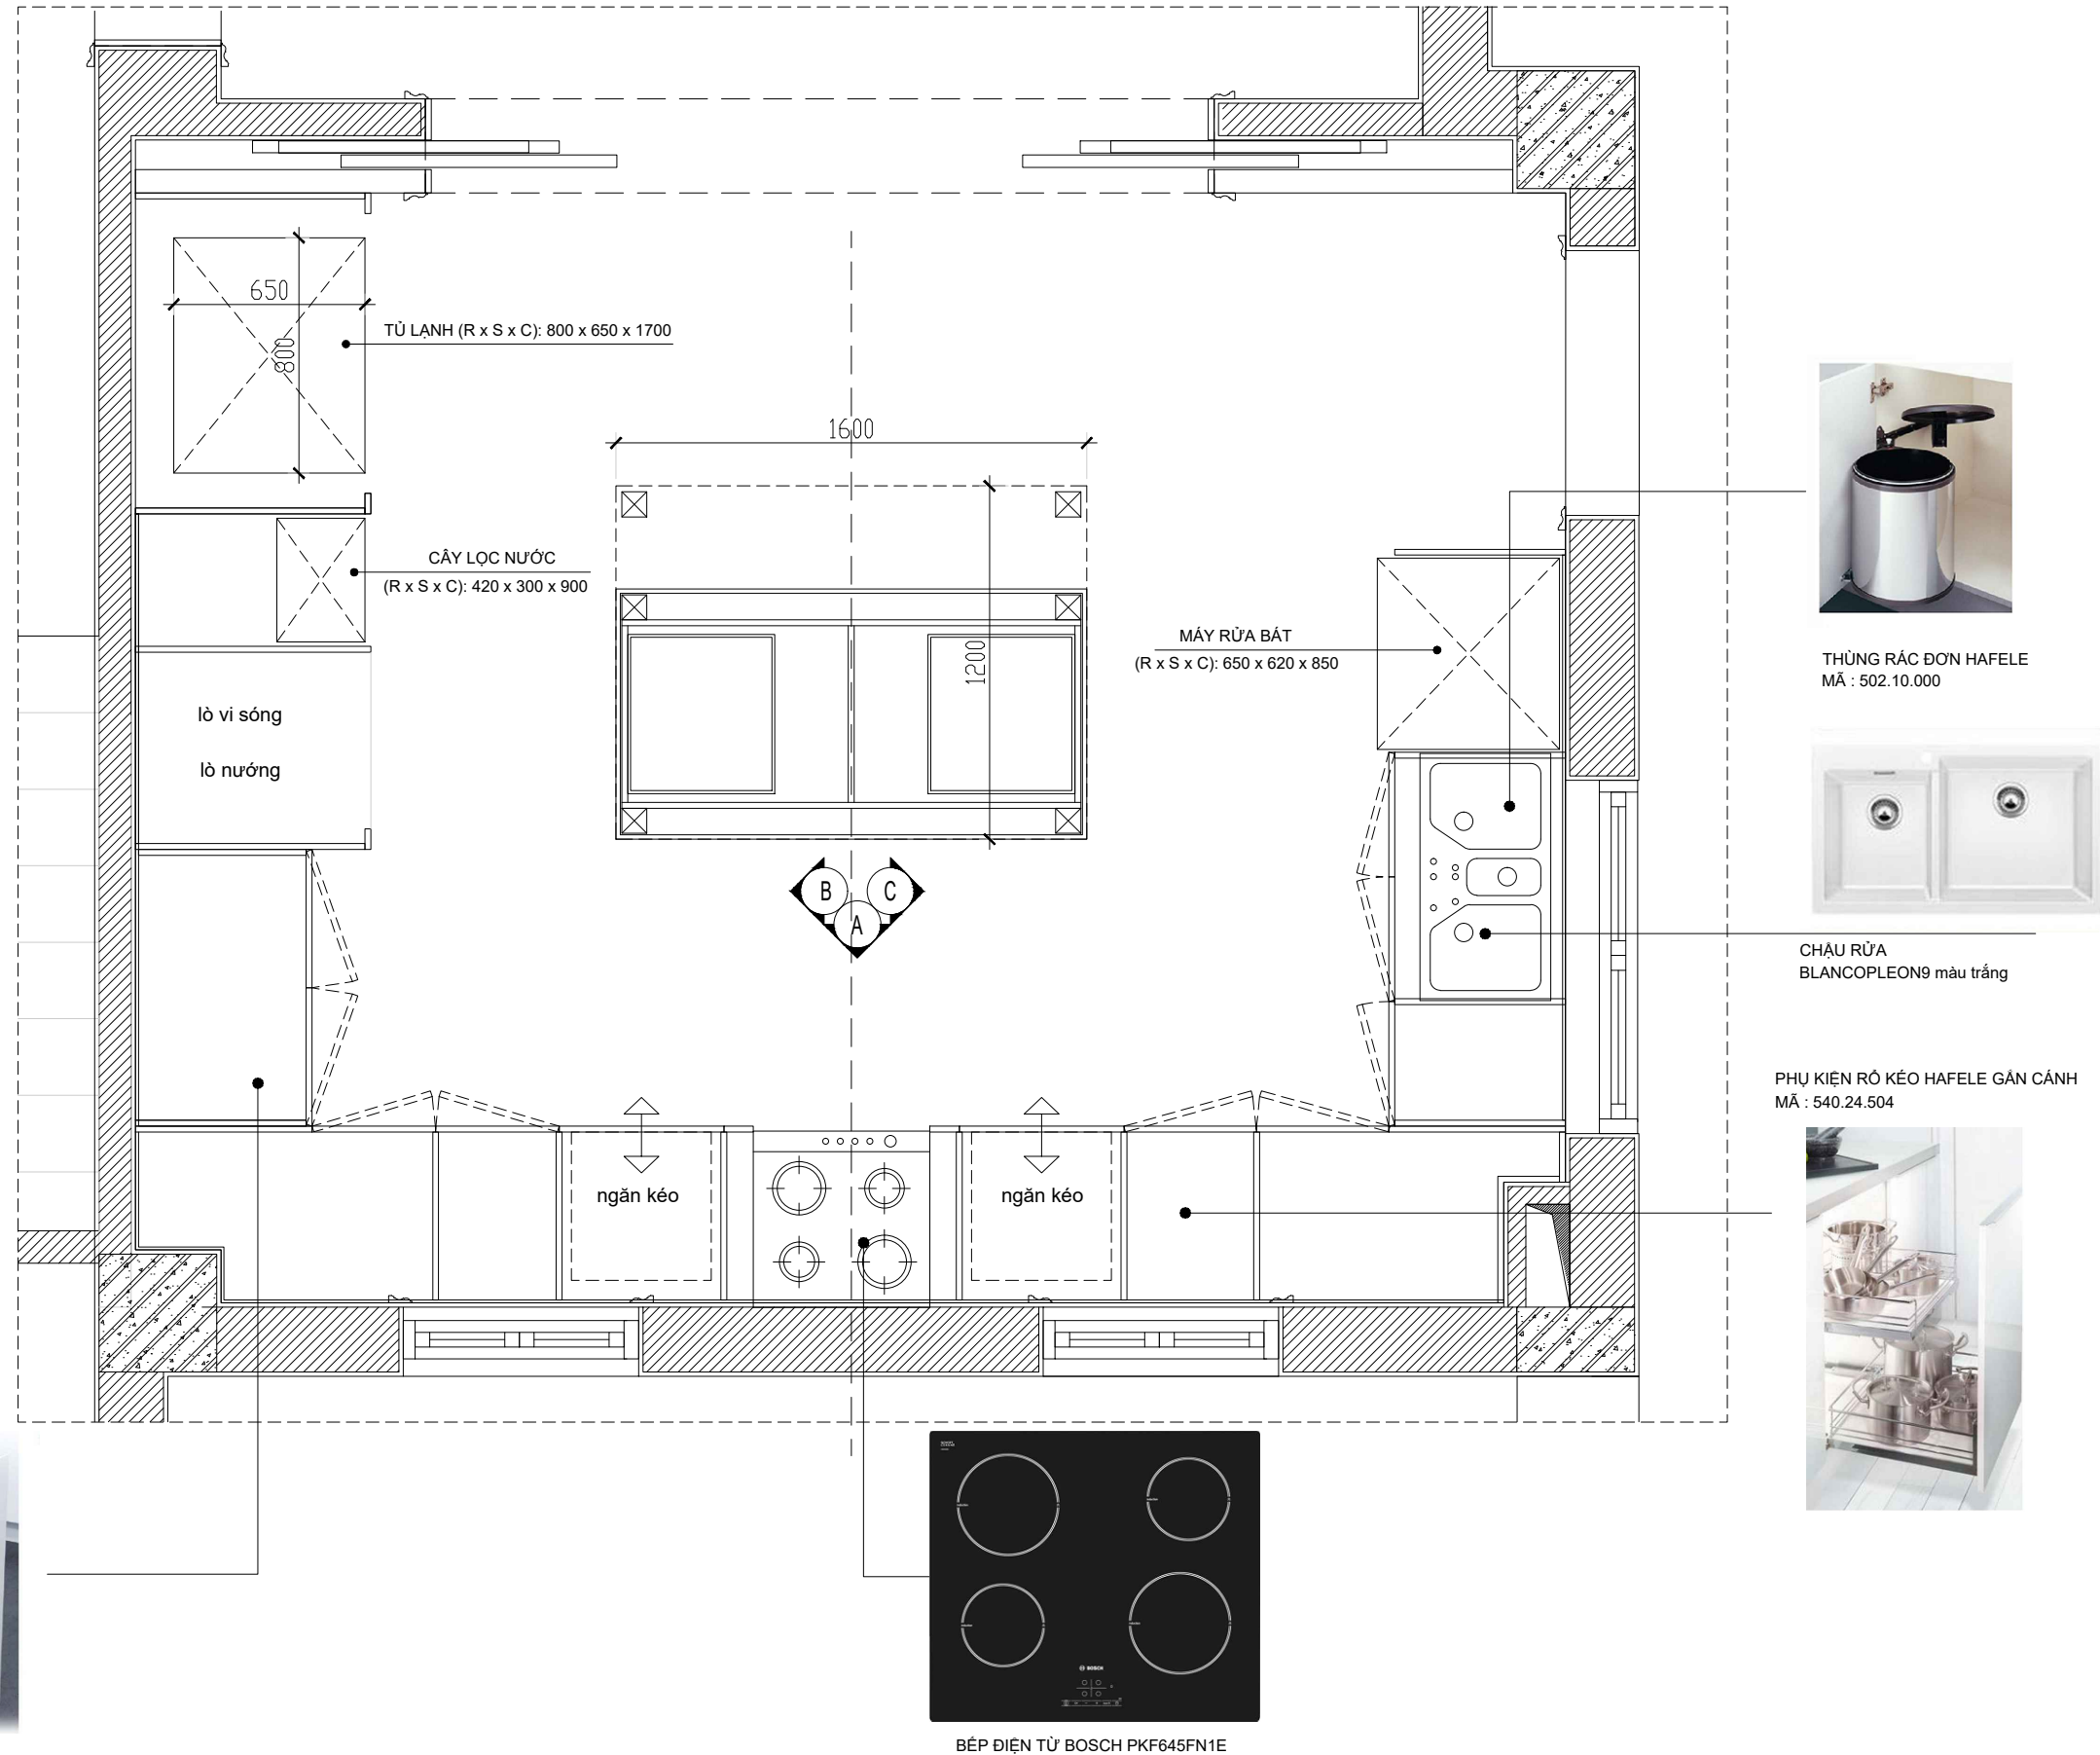 650
800
TỦ LẠNH (R x S x C): 800 x 650 x 1700
1600
CÂY LỌC NƯỚC
(R x S x C): 420 x 300 x 900
1200
MÁY RỬA BÁT
(R x S x C): 650 x 620 x 850
THÙNG RÁC ĐƠN HAFELE
MÃ : 502.10.000
lò vi sóng
lò nướng
B
C
A
CHẬU RỬA
BLANCOPLEON9 màu trắng
PHỤ KIỆN RỔ KÉO HAFELE GẮN CÁNH
MÃ : 540.24.504
ngăn kéo
ngăn kéo
BOSCH
BẾP ĐIỆN TỪ BOSCH PKF645FN1E